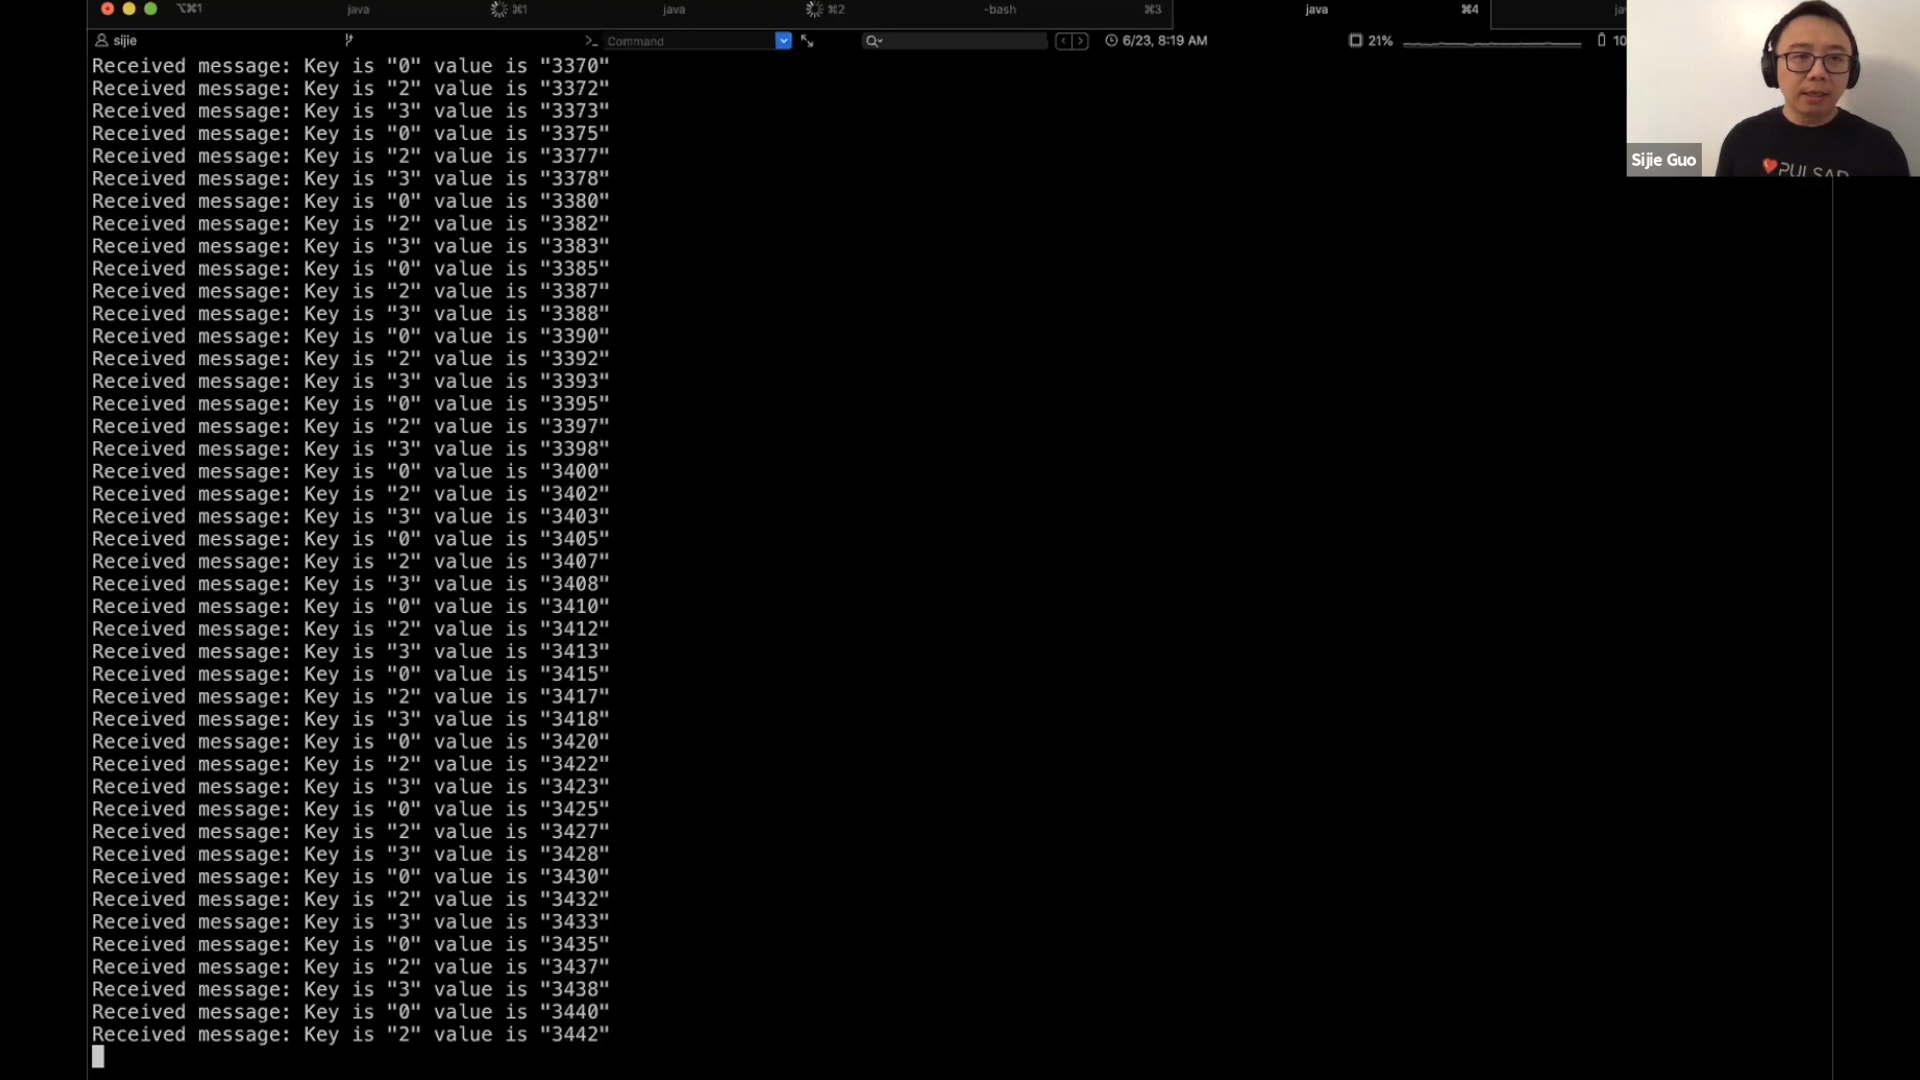 ⌥⌘1 java ⌘1 java ⌘2 -bash ⌘3 java ⌘4
sijie Command 6/23, 8:19 AM 21% 10
Received message: Key is "0" value is "3370"
Received message: Key is "2" value is "3372"
Received message: Key is "3" value is "3373"
Received message: Key is "0" value is "3375"
Received message: Key is "2" value is "3377"
Received message: Key is "3" value is "3378"
Received message: Key is "0" value is "3380"
Received message: Key is "2" value is "3382"
Received message: Key is "3" value is "3383"
Received message: Key is "0" value is "3385"
Received message: Key is "2" value is "3387"
Received message: Key is "3" value is "3388"
Received message: Key is "0" value is "3390"
Received message: Key is "2" value is "3392"
Received message: Key is "3" value is "3393"
Received message: Key is "0" value is "3395"
Received message: Key is "2" value is "3397"
Received message: Key is "3" value is "3398"
Received message: Key is "0" value is "3400"
Received message: Key is "2" value is "3402"
Received message: Key is "3" value is "3403"
Received message: Key is "0" value is "3405"
Received message: Key is "2" value is "3407"
Received message: Key is "3" value is "3408"
Received message: Key is "0" value is "3410"
Received message: Key is "2" value is "3412"
Received message: Key is "3" value is "3413"
Received message: Key is "0" value is "3415"
Received message: Key is "2" value is "3417"
Received message: Key is "3" value is "3418"
Received message: Key is "0" value is "3420"
Received message: Key is "2" value is "3422"
Received message: Key is "3" value is "3423"
Received message: Key is "0" value is "3425"
Received message: Key is "2" value is "3427"
Received message: Key is "3" value is "3428"
Received message: Key is "0" value is "3430"
Received message: Key is "2" value is "3432"
Received message: Key is "3" value is "3433"
Received message: Key is "0" value is "3435"
Received message: Key is "2" value is "3437"
Received message: Key is "3" value is "3438"
Received message: Key is "0" value is "3440"
Received message: Key is "2" value is "3442"
Sijie Guo
PULSAR